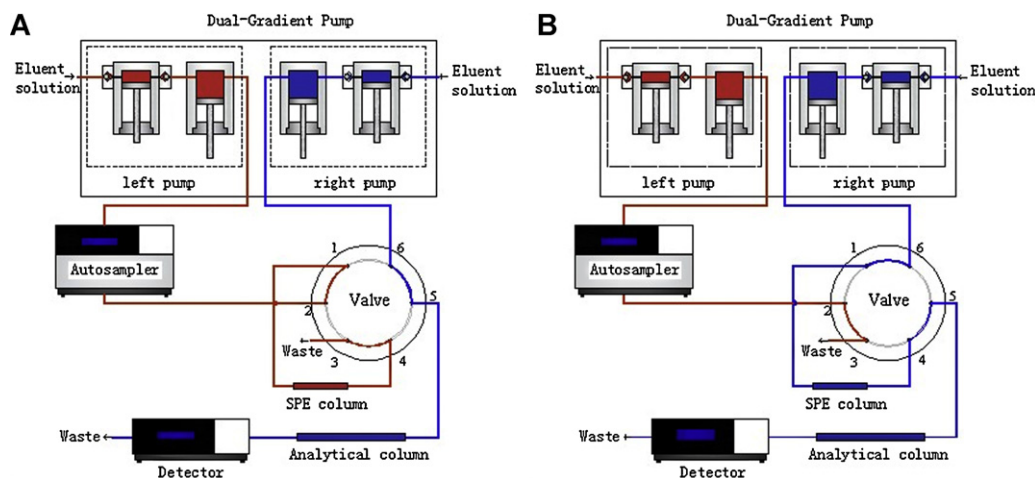 A
Dual-Gradient Pump
Eluent
solution
Eluent
solution
left pump
right pump
Autosampler
1
6
2
Valve
5
Waste
3
4
SPE column
Waste
Analytical column
Detector
B
Dual-Gradient Pump
Eluent
solution
Eluent
solution
left pump
right pump
Autosampler
1
6
2
Valve
5
Waste
3
4
SPE column
Waste
Analytical column
Detector